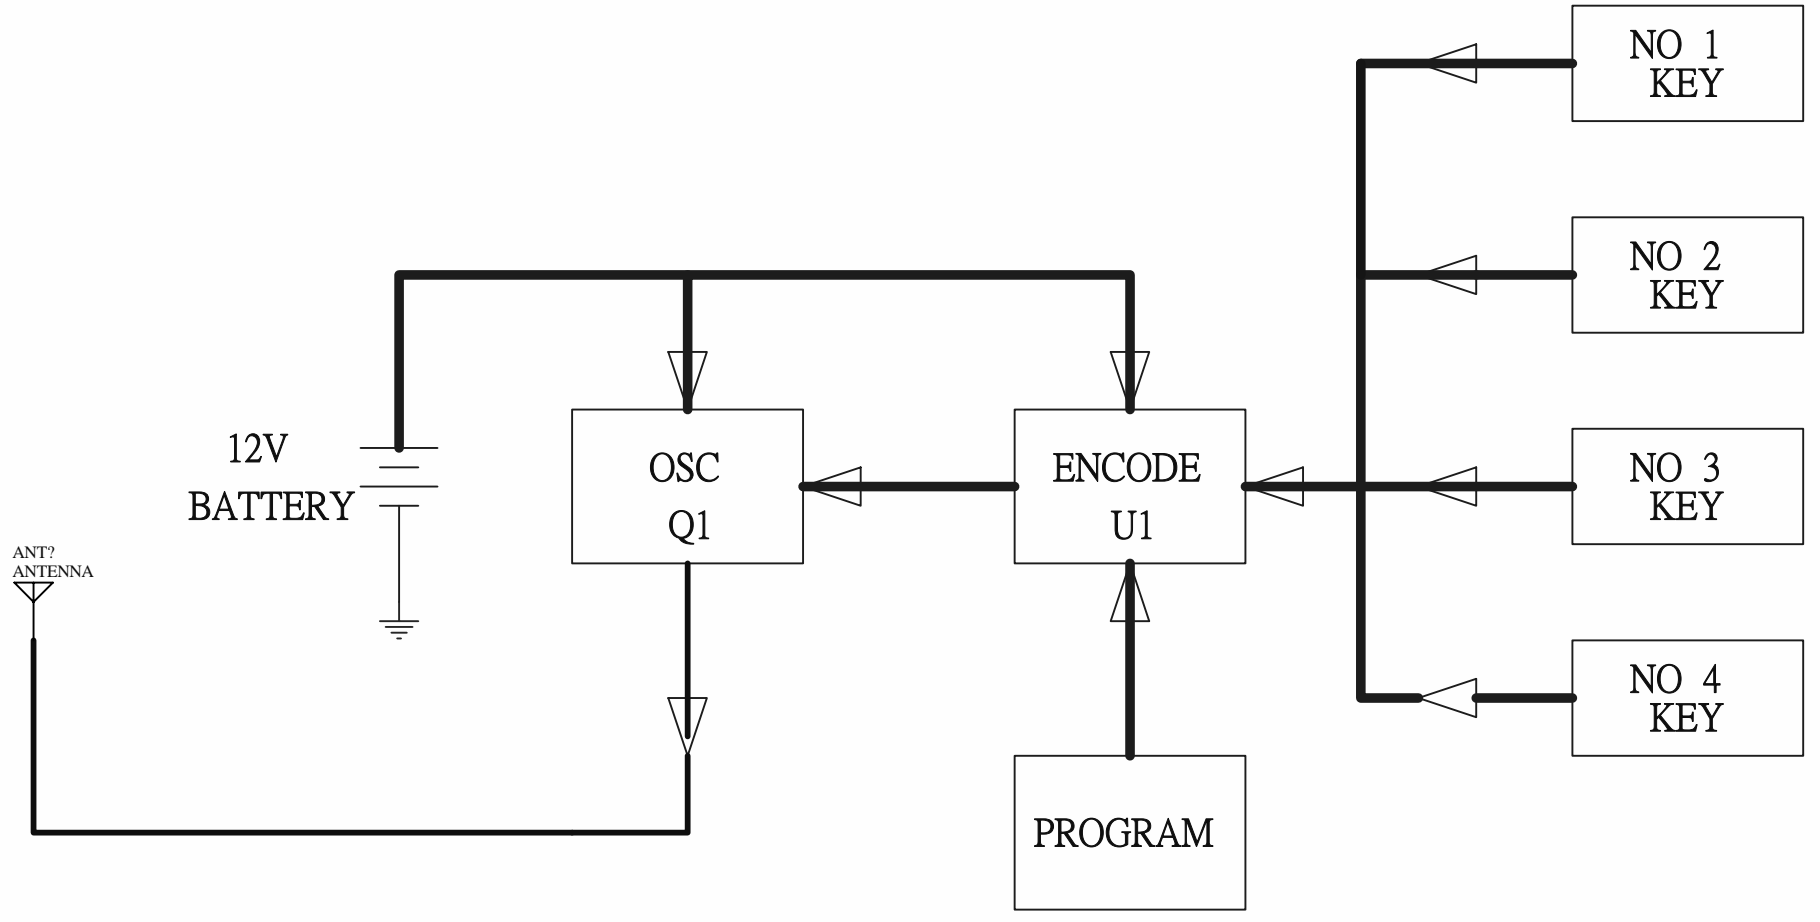 NO 1
KEY
NO 2
KEY
12V
BATTERY
OSC
Q1
ENCODE
U1
NO 3
KEY
ANT?
ANTENNA
NO 4
KEY
PROGRAM